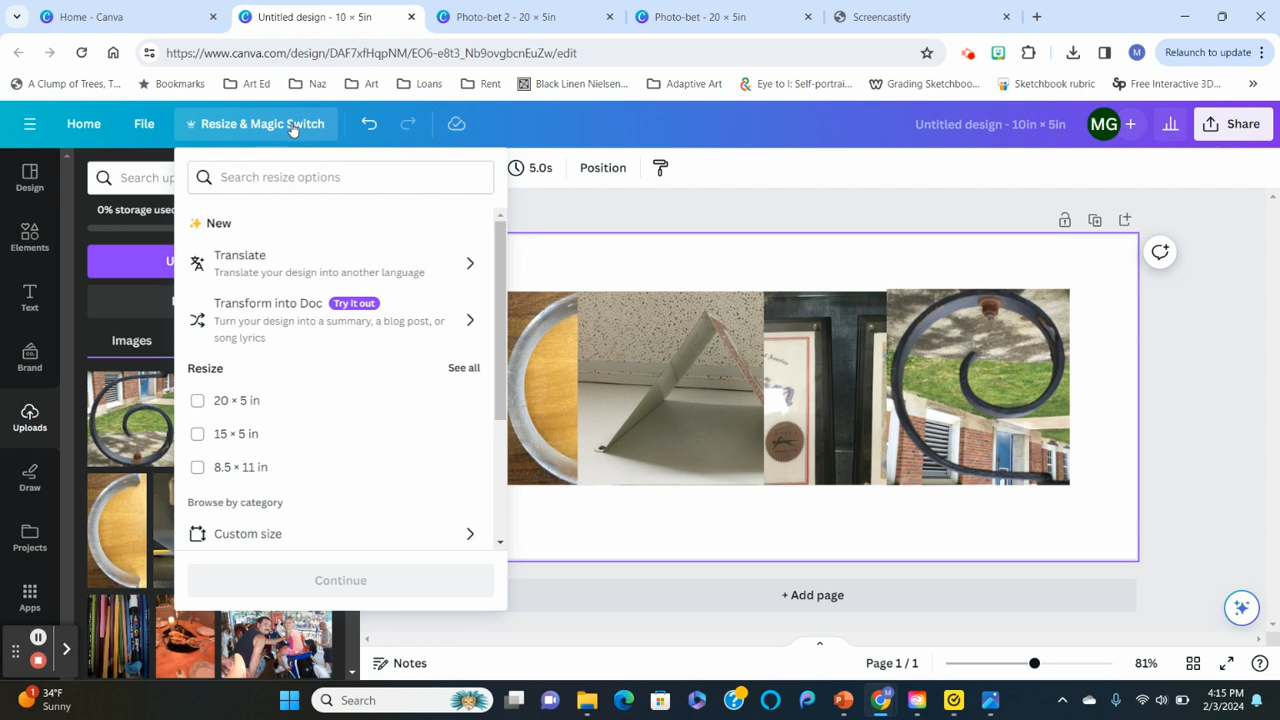 Home - Canva
Untitled design - 10 × 5in
Photo-bet 2 - 20 × 5in
Photo-bet - 20 × 5in
Screencastify
https://www.canva.com/design/DAF7xfHqpNM/EO6-e8t3_Nb9ovgbcnEuZw/edit
M
Relaunch to update
A Clump of Trees, T...
Bookmarks
Art Ed
Naz
Art
Loans
Rent
Black Linen Nielsen...
Adaptive Art
Eye to I: Self-portrai...
Grading Sketchboo...
Sketchbook rubric
Free Interactive 3D...
Home
File
Resize & Magic Switch
Untitled design - 10in × 5in
MG
Share
Design
Elements
Text
Brand
Uploads
Draw
Projects
Apps
Search up
0% storage used
U
Images
Search resize options
New
Translate
Translate your design into another language
Transform into Doc Try it out
Turn your design into a summary, a blog post, or
song lyrics
Resize
See all
20 × 5 in
15 × 5 in
8.5 × 11 in
Browse by category
Custom size
Continue
5.0s
Position
+ Add page
Notes
Page 1 / 1
81%
34°F
Sunny
Search
4:15 PM
2/3/2024